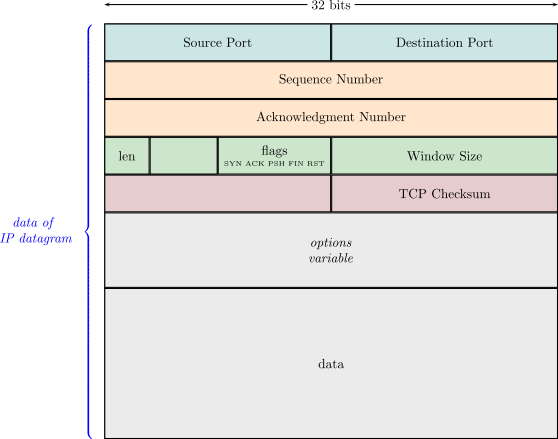 32 bits
Source Port
Destination Port
Sequence Number
Acknowledgment Number
len
flags
SYN ACK PSH FIN RST
Window Size
TCP Checksum
data of
IP datagram
options
variable
data